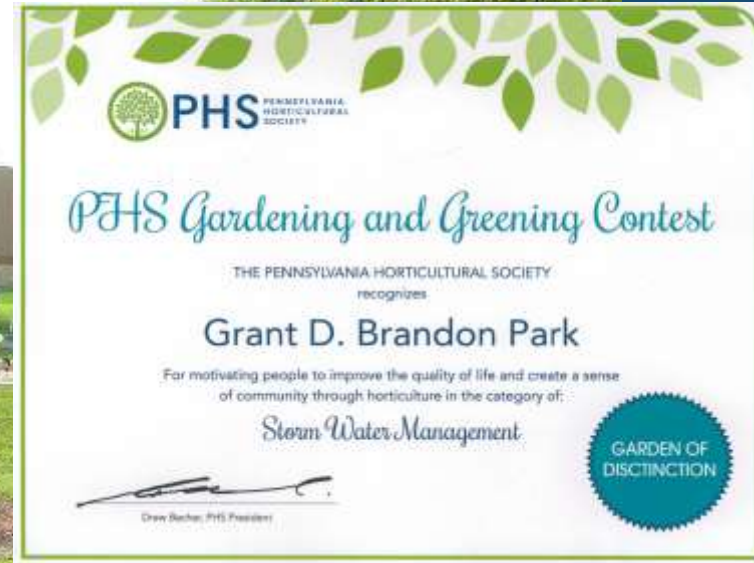 PHS PENNSYLVANIA
HORTICULTURAL
SOCIETY
PHS Gardening and Greening Contest
THE PENNSYLVANIA HORTICULTURAL SOCIETY
recognizes
Grant D. Brandon Park
For motivating people to improve the quality of life and create a sense
of community through horticulture in the category of:
Storm Water Management
GARDEN OF
DISCTINCTION
Drew Becher, PHS President